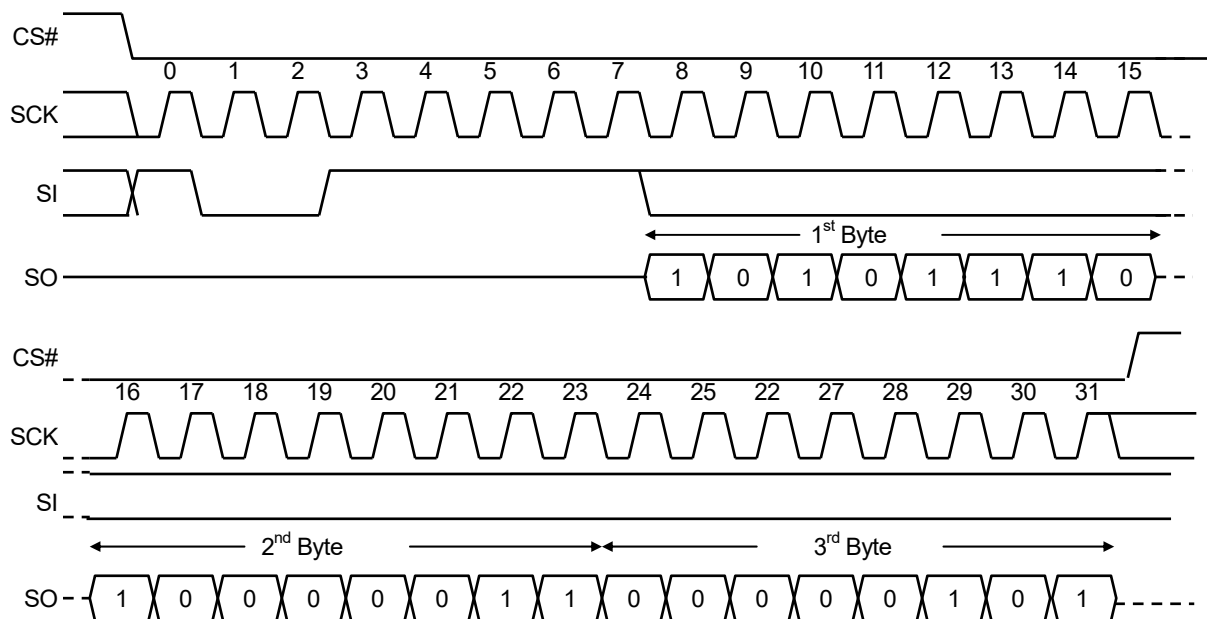 CS#
0 1 2 3 4 5 6 7 8 9 10 11 12 13 14 15
SCK
SI
1st Byte
SO 1 0 1 0 1 1 1 0
CS#
16 17 18 19 20 21 22 23 24 25 22 27 28 29 30 31
SCK
SI
2nd Byte 3rd Byte
SO 1 0 0 0 0 0 1 1 0 0 0 0 0 1 0 1